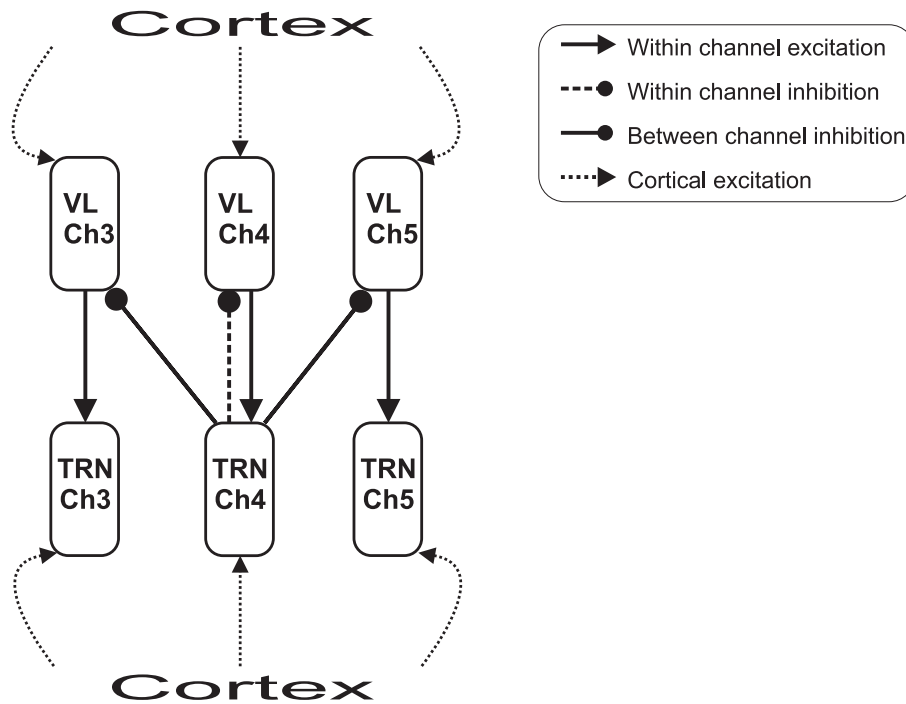 Cortex
Within channel excitation
Within channel inhibition
Between channel inhibition
Cortical excitation
VL
Ch3
VL
Ch4
VL
Ch5
TRN
Ch3
TRN
Ch4
TRN
Ch5
Cortex